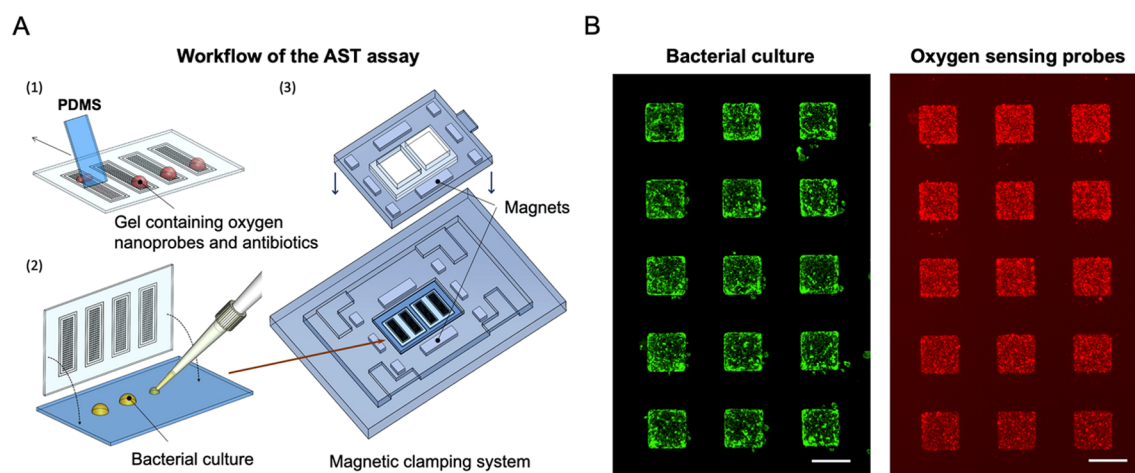 A
Workflow of the AST assay
(1)
PDMS
Gel containing oxygen
nanoprobes and antibiotics
(2)
Bacterial culture
(3)
Magnets
Magnetic clamping system
B
Bacterial culture
Oxygen sensing probes